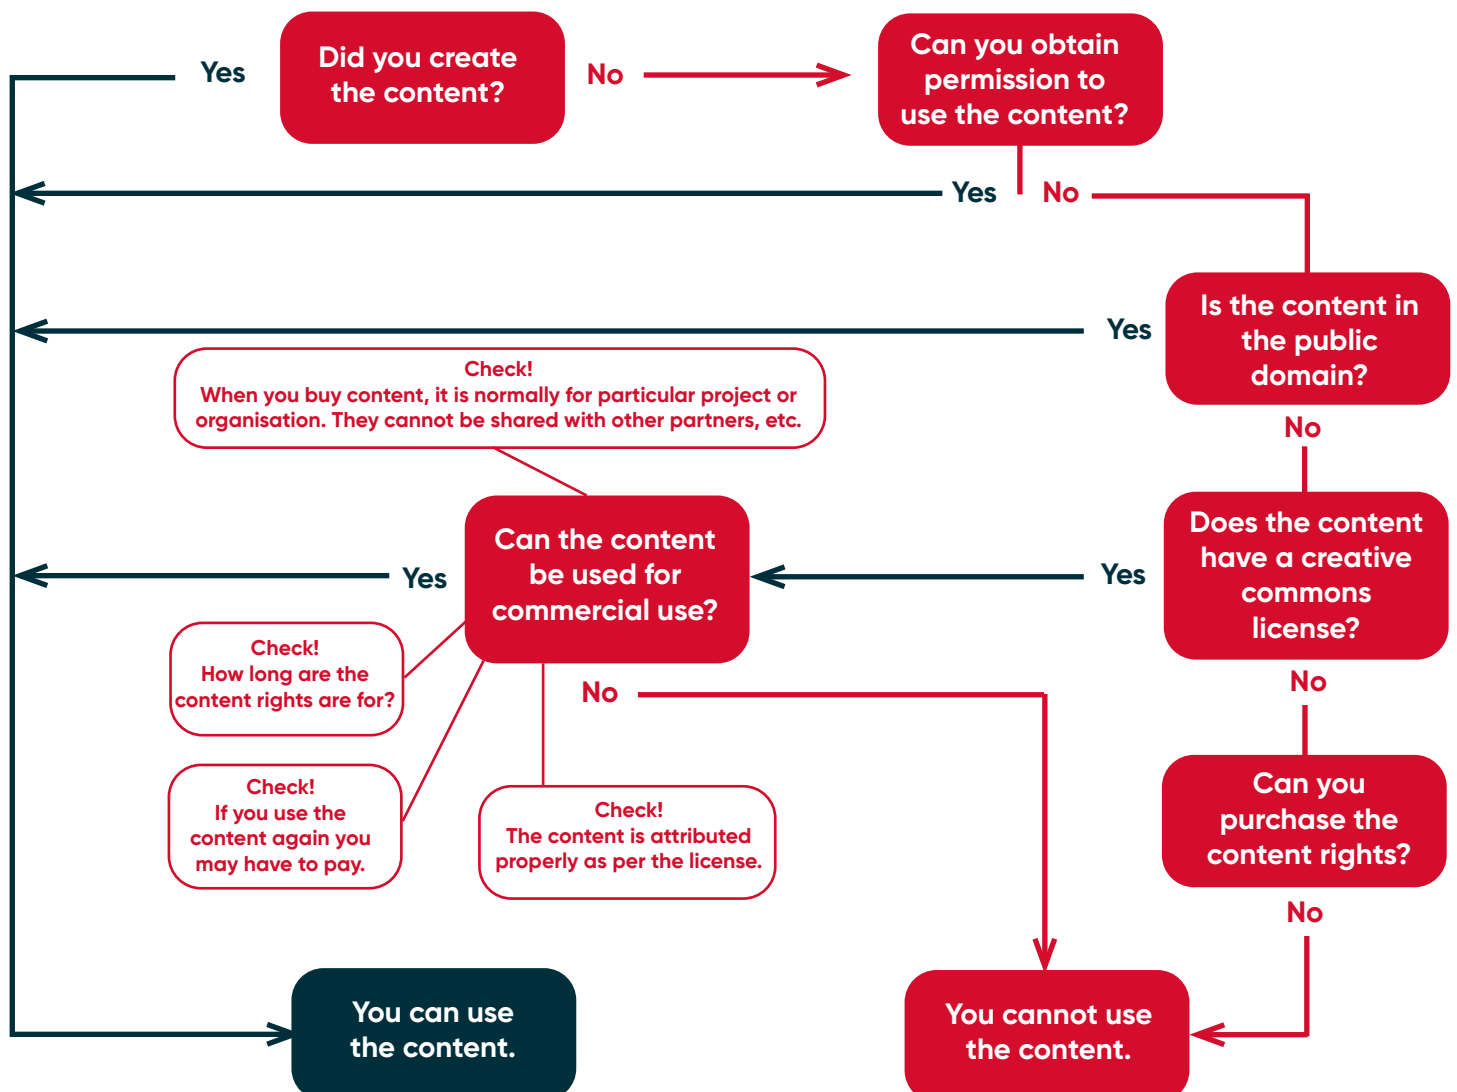 Did you create
the content?
Yes
No
Can you obtain
permission to
use the content?
Yes
No
Is the content in
the public
domain?
Yes
No
Check!
When you buy content, it is normally for particular project or
organisation. They cannot be shared with other partners, etc.
Can the content
be used for
commercial use?
Yes
Does the content
have a creative
commons
license?
Yes
No
Check!
How long are the
content rights are for?
No
Check!
If you use the
content again you
may have to pay.
Check!
The content is attributed
properly as per the license.
Can you
purchase the
content rights?
No
You can use
the content.
You cannot use
the content.